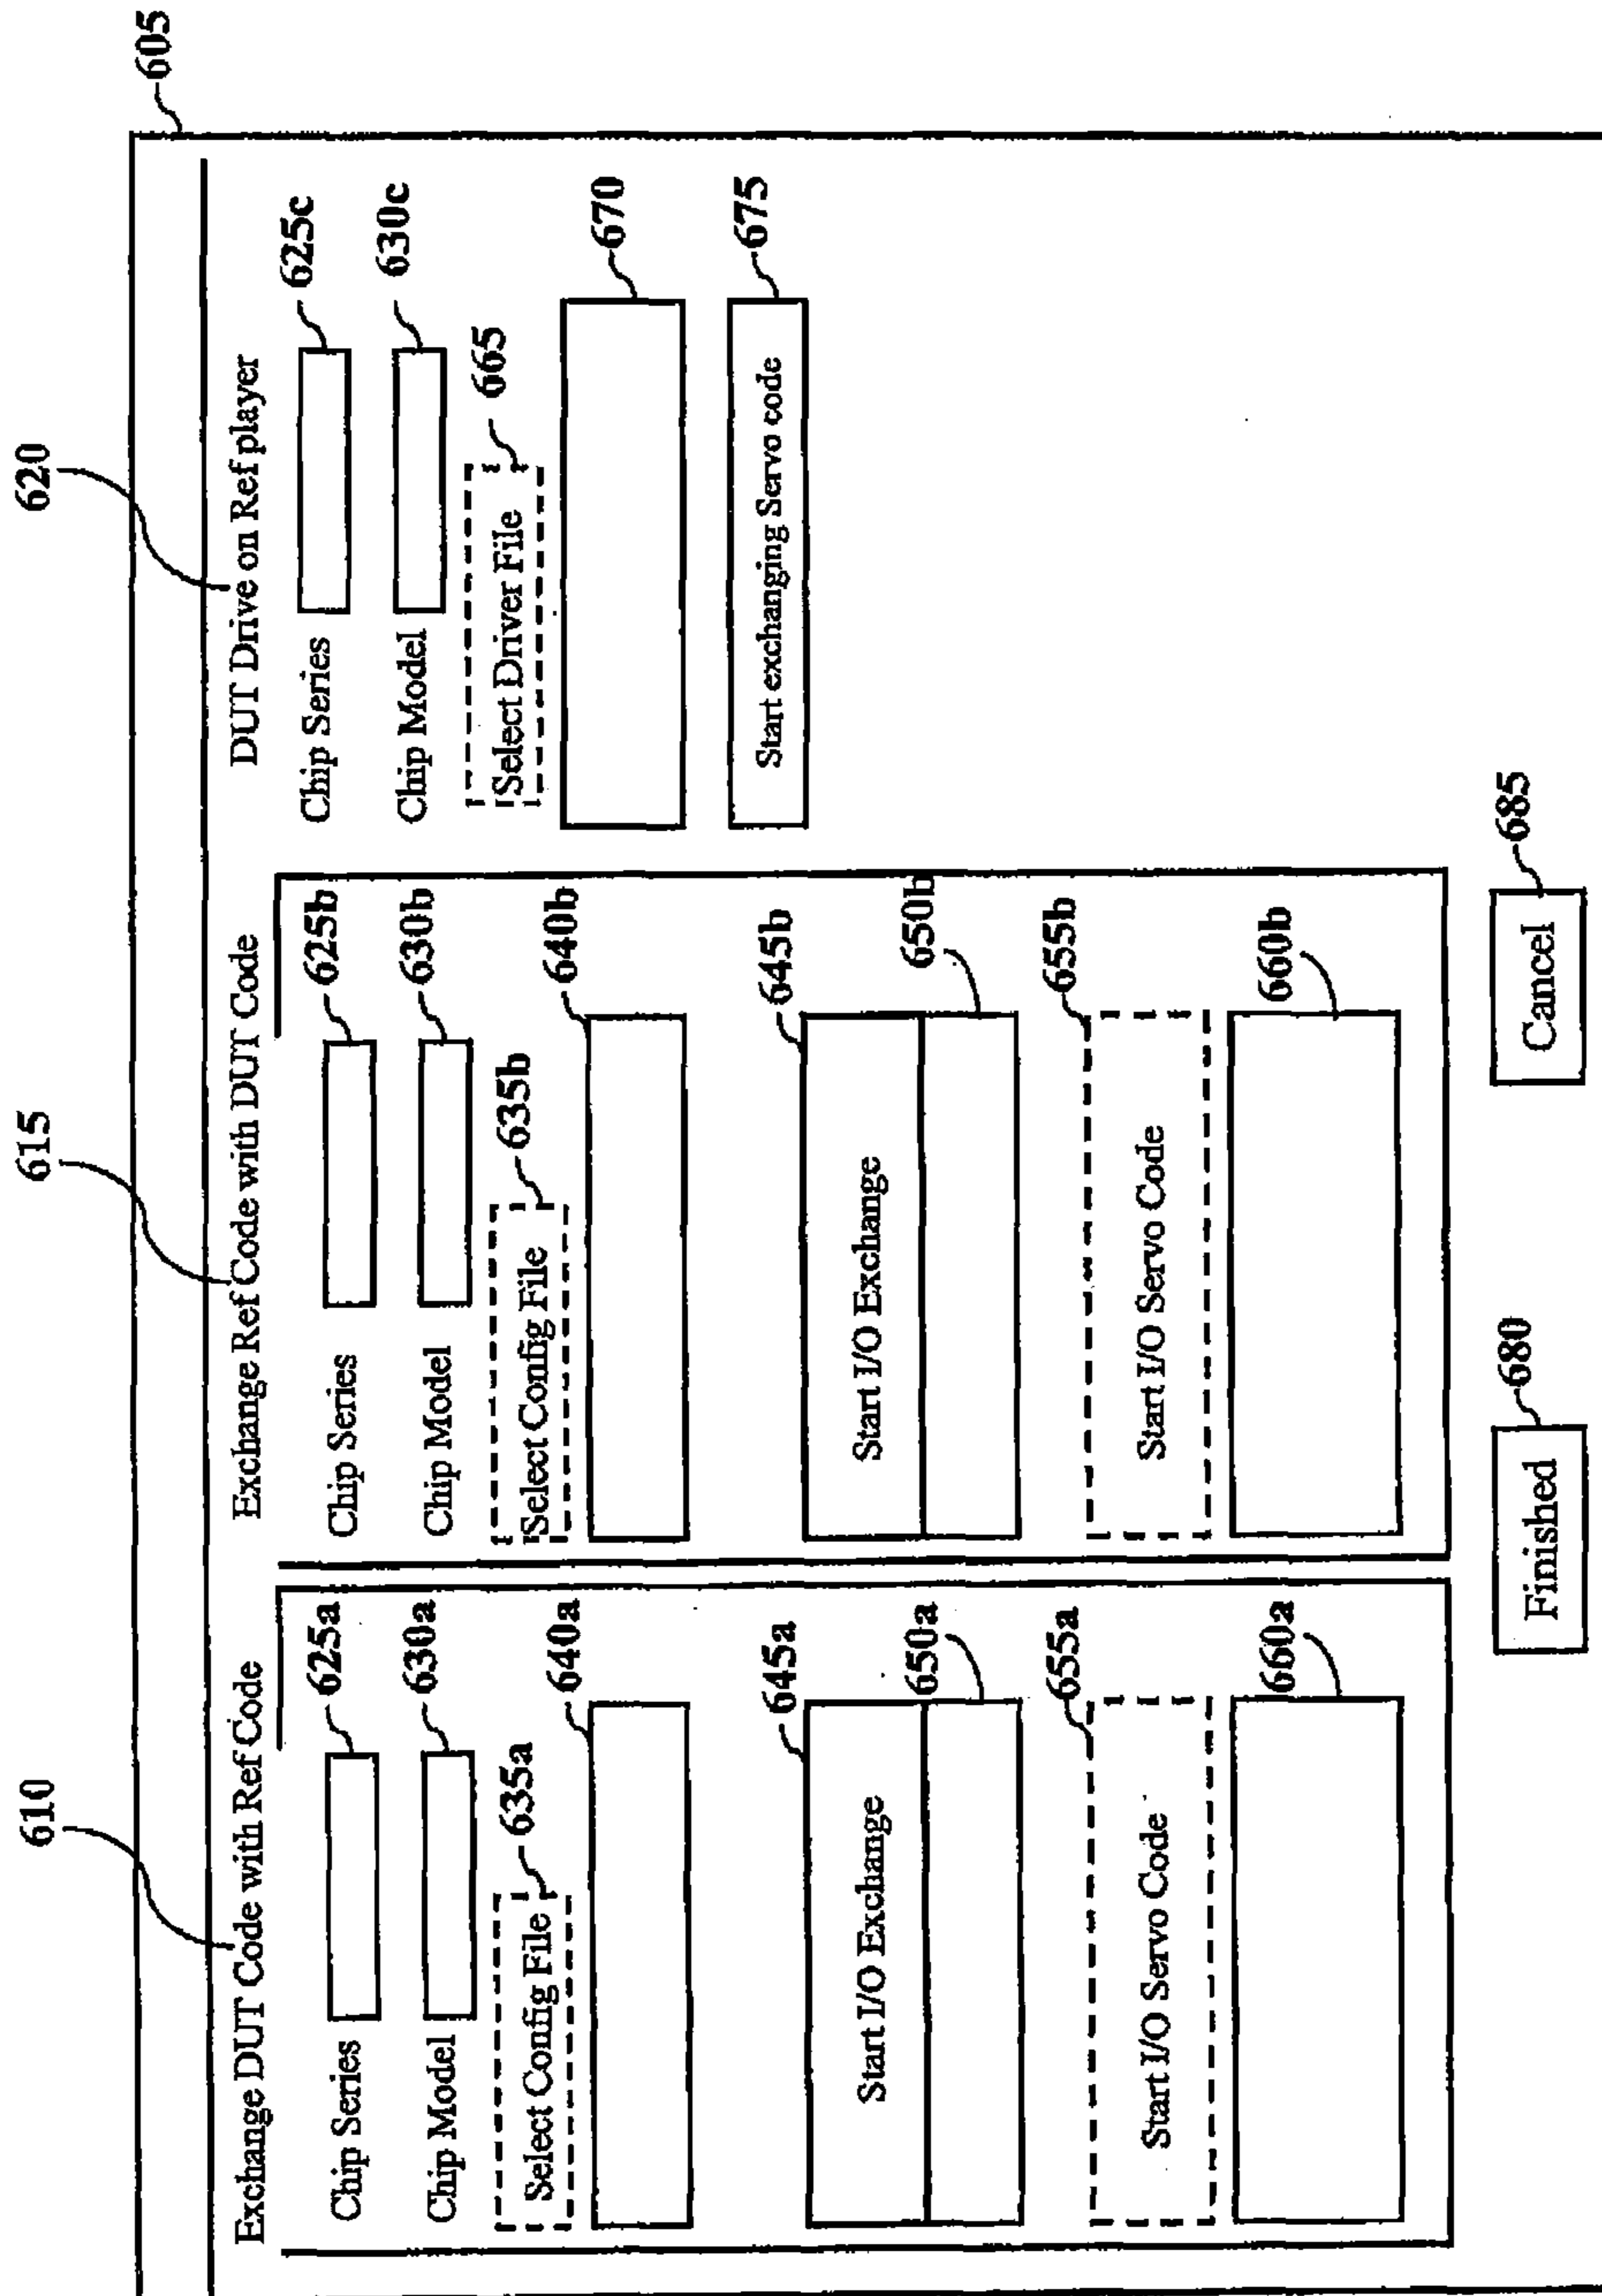 605
610
615
620
Exchange DUT Code with Ref Code
Chip Series
625a
Chip Model
630a
Select Config File
635a
640a
Start I/O Exchange
645a
650a
Start I/O Servo Code
655a
660a
Exchange Ref Code with DUT Code
Chip Series
625b
Chip Model
630b
Select Config File
635b
640b
Start I/O Exchange
645b
650b
Start I/O Servo Code
655b
660b
DUT Drive on Ref player
Chip Series
625c
Chip Model
630c
Select Driver File
665
670
Start exchanging Servo code
675
Finished
680
Cancel
685